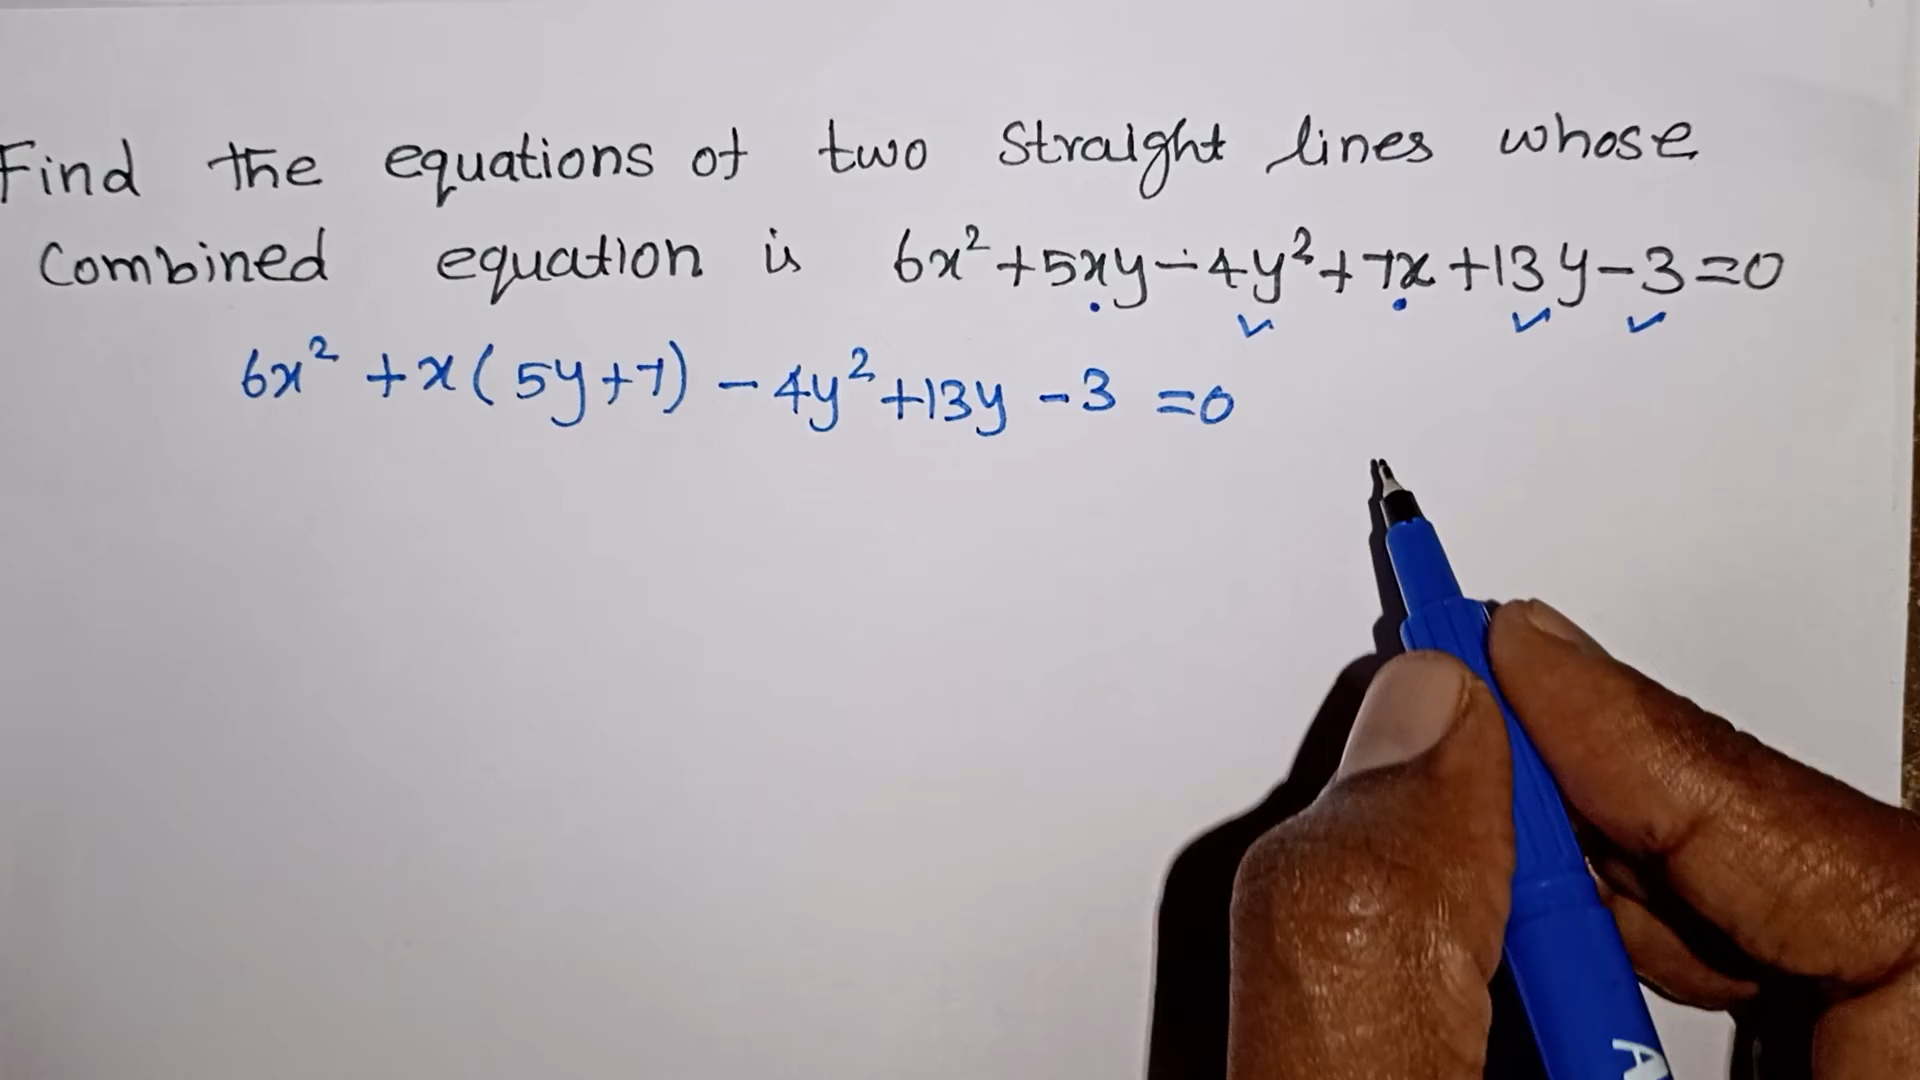 Find the equations of two straight lines whose
Combined equation is 6x²+5xy-4y²+7x+13y-3=0
6x² +x(5y+7) -4y²+13y -3 =0
A